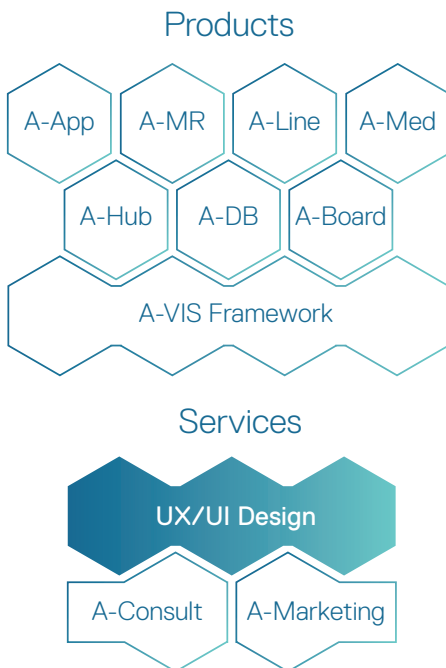 Products
A-App A-MR A-Line A-Med
A-Hub A-DB A-Board
A-VIS Framework
Services
UX/UI Design
A-Consult A-Marketing